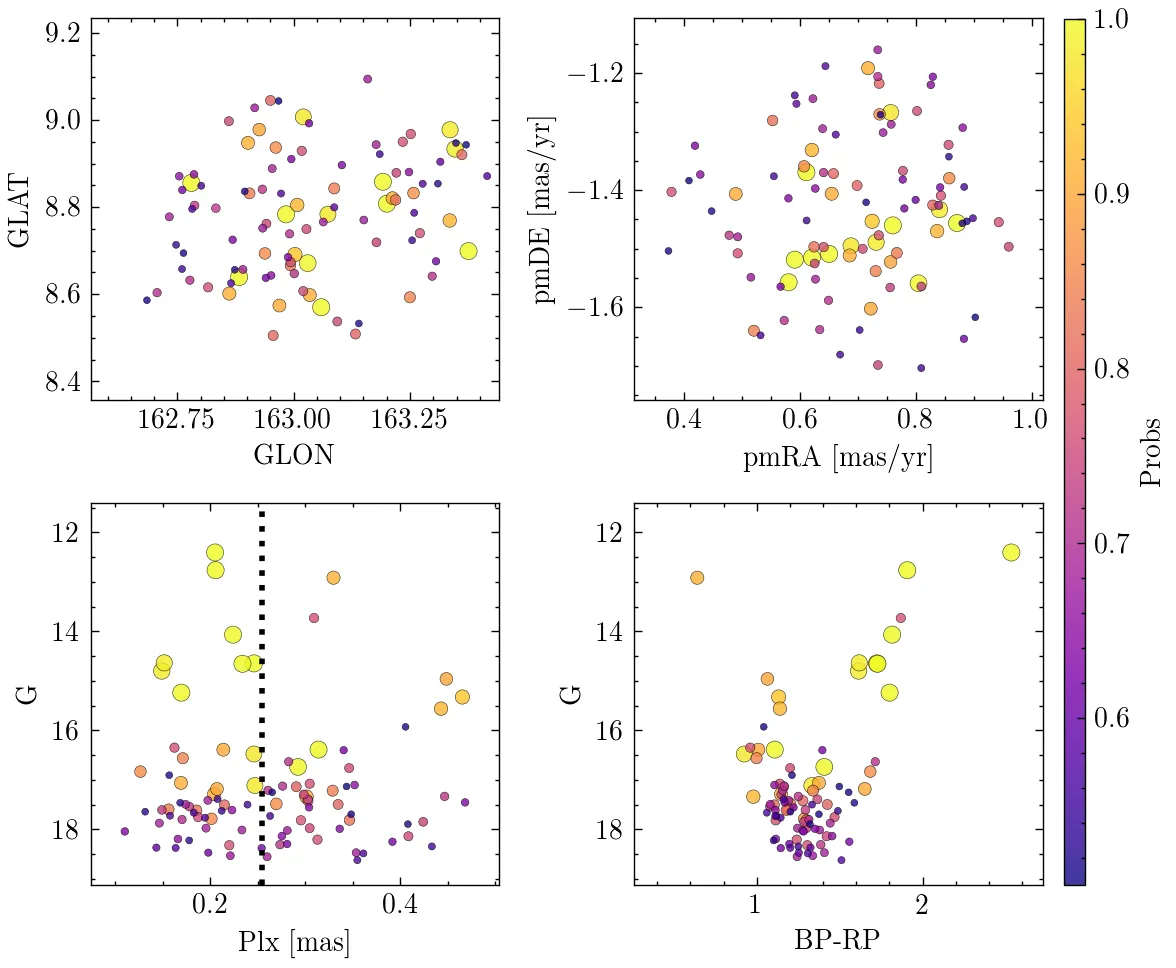 9.2
9.0
8.8
8.6
8.4
GLAT
162.75 163.00 163.25
GLON
−1.2
−1.4
−1.6
pmDE [mas/yr]
0.4 0.6 0.8 1.0
pmRA [mas/yr]
12
14
16
18
G
0.2 0.4
Plx [mas]
12
14
16
18
G
1 2
BP-RP
1.0
0.9
0.8
0.7
0.6
Probs